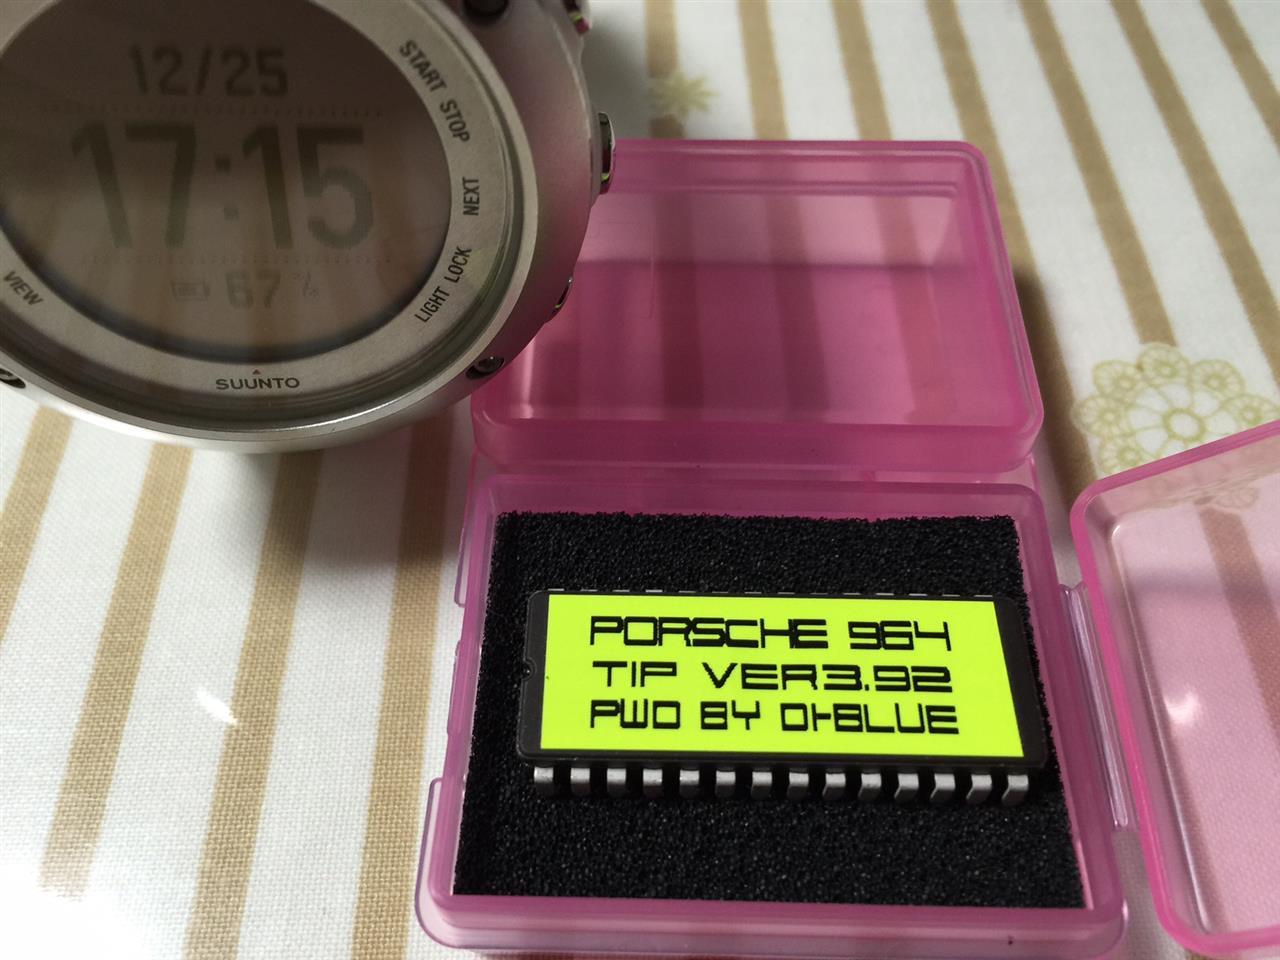 12/25
17:15
67%
START STOP
NEXT
LIGHT LOCK
VIEW
SUUNTO
PORSCHE 964
TIP VER3.92
PWD BY DI-BLUE